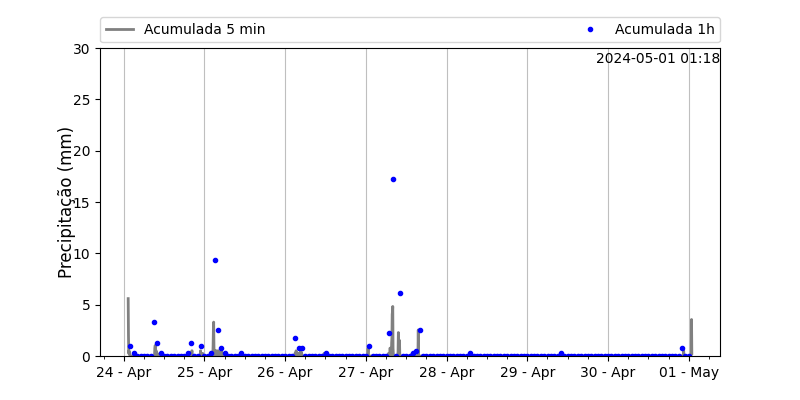 Acumulada 5 min
Acumulada 1h
2024-05-01 01:18
Precipitação (mm)
30
25
20
15
10
5
0
24 - Apr
25 - Apr
26 - Apr
27 - Apr
28 - Apr
29 - Apr
30 - Apr
01 - May